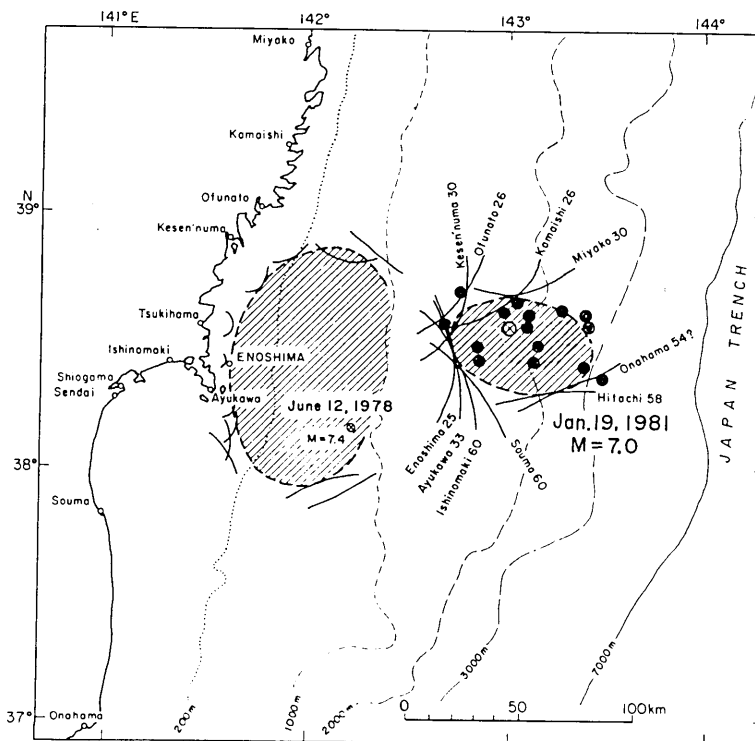 141°E
142°
143°
144°
Miyako
Kamaishi
N
39°
Ofunato
Kesen'numa
Tsukihama
Ishinomaki
ENOSHIMA
Shiogama
Sendai
Ayukawa
38°
Souma
Onahama
37°
June 12, 1978
M=7.4
Kesen'numa 30
Ofunato 26
Kamaishi 26
Miyako 30
Onahama 54?
Hitachi 58
Jan. 19, 1981
M=7.0
Enoshima 25
Ayukawa 33
Ishinomaki 60
Souma 60
JAPAN TRENCH
200m
1000m
2000m
3000m
7000m
0 50 100km